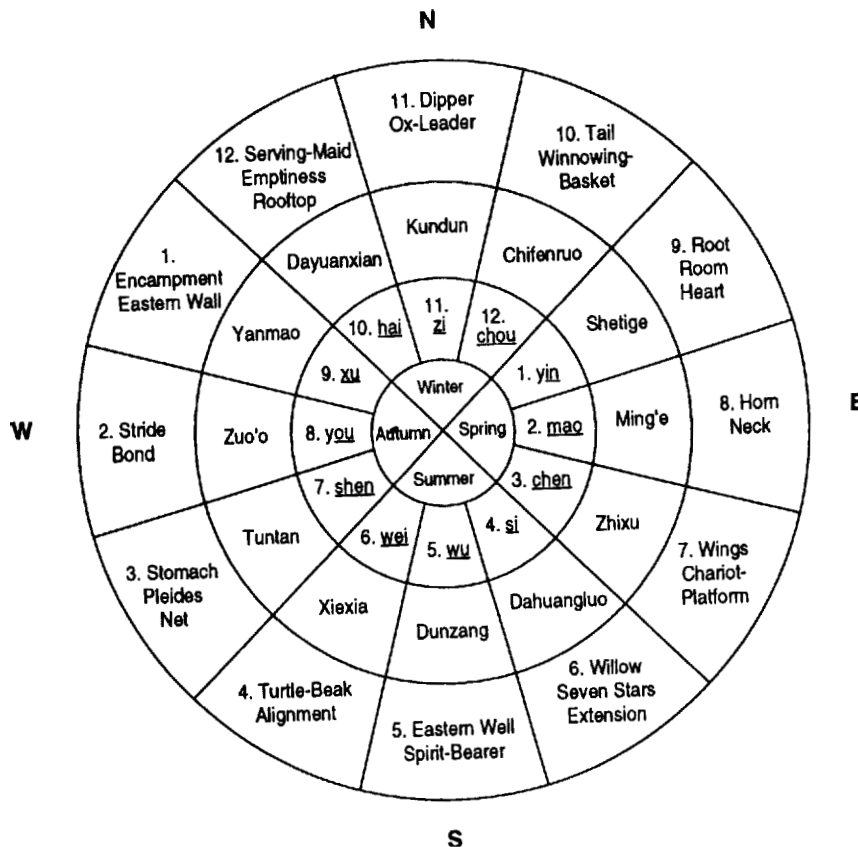 N
11. Dipper
Ox-Leader
10. Tail
Winnowing-
Basket
9. Root
Room
Heart
8. Horn
Neck
7. Wings
Chariot-
Platform
6. Willow
Seven Stars
Extension
5. Eastern Well
Spirit-Bearer
4. Turtle-Beak
Alignment
3. Stomach
Pleides
Net
2. Stride
Bond
1.
Encampment
Eastern Wall
12. Serving-Maid
Emptiness
Rooftop
Kundun
Chifenruo
Shetige
Ming'e
Zhixu
Dahuangluo
Dunzang
Xiexia
Tuntan
Zuo'o
Yanmao
Dayuanxian
11.
zi
12.
chou
1. yin
2. mao
3. chen
4. si
5. wu
6. wei
7. shen
8. you
9. xu
10. hai
Winter
Spring
Summer
Autumn
W
E
S